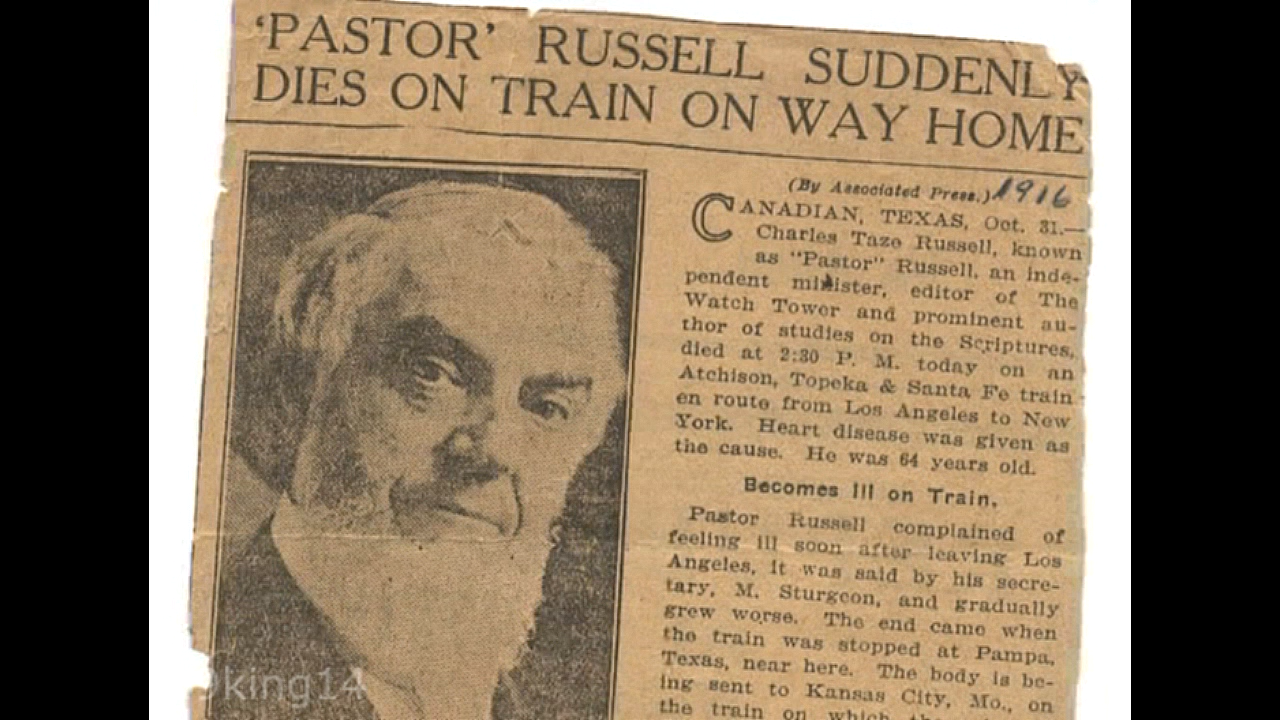 ‘PASTOR’ RUSSELL SUDDENLY
DIES ON TRAIN ON WAY HOME
(By Associated Press.) 1916
CANADIAN, TEXAS, Oct. 31.—
Charles Taze Russell, known
as "Pastor" Russell, an inde-
pendent minister, editor of The
Watch Tower and prominent au-
thor of studies on the Scriptures,
died at 2:30 P. M. today on an
Atchison, Topeka & Santa Fe train
en route from Los Angeles to New
York. Heart disease was given as
the cause. He was 64 years old.
Becomes Ill on Train.
Pastor Russell complained of
feeling ill soon after leaving Los
Angeles, it was said by his secre-
tary, M. Sturgeon, and gradually
grew worse. The end came when
the train was stopped at Pampa,
Texas, near here. The body is be-
ing sent to Kansas City, Mo., on
the train on which
king14